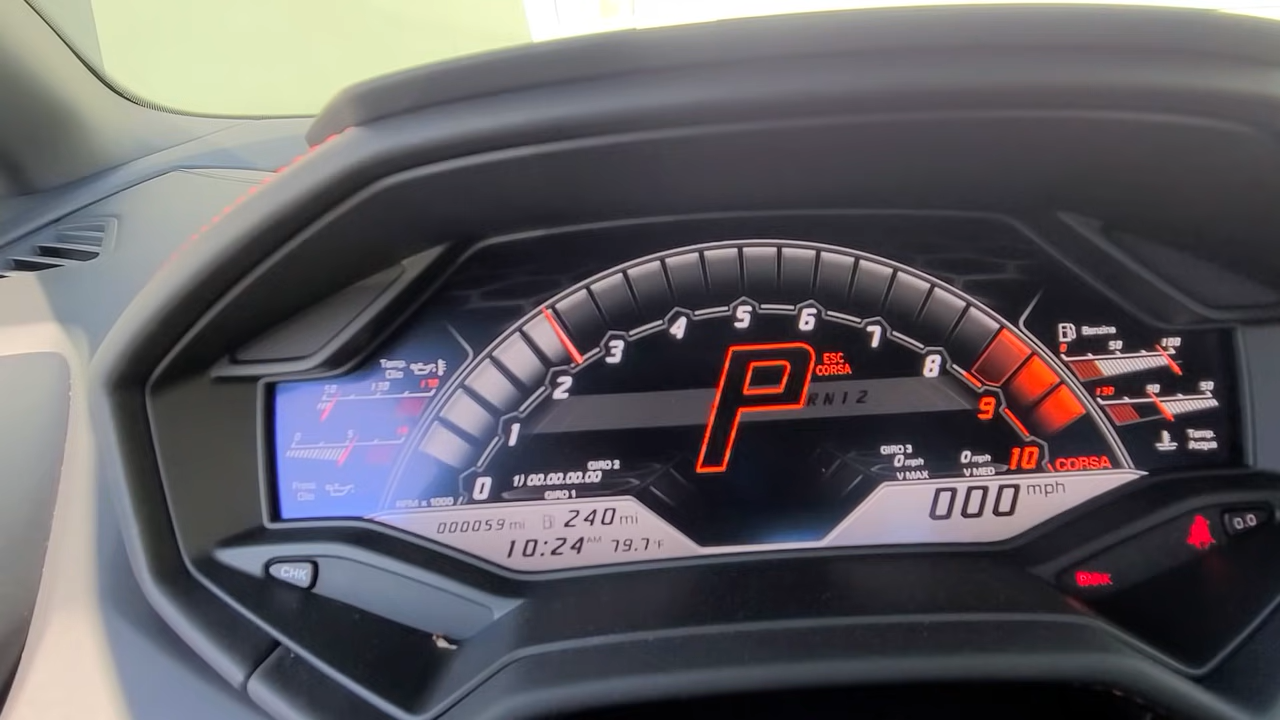 Temp. Olio
50 130 170
0 5
Press. Olio
RPM x 1000
0 1 2 3 4 5 6 7 8 9 10
P
ESC CORSA
GIRO 2
1) 00.00.00.00
GIRO 1
GIRO 3
0 mph
V MAX
0 mph
V MED
CORSA
000 mph
000059 mi 240 mi
10:24 AM 79.7°F
Benzina
0 50 100
130 90 50
Temp. Acqua
CHK
0.0
PARK